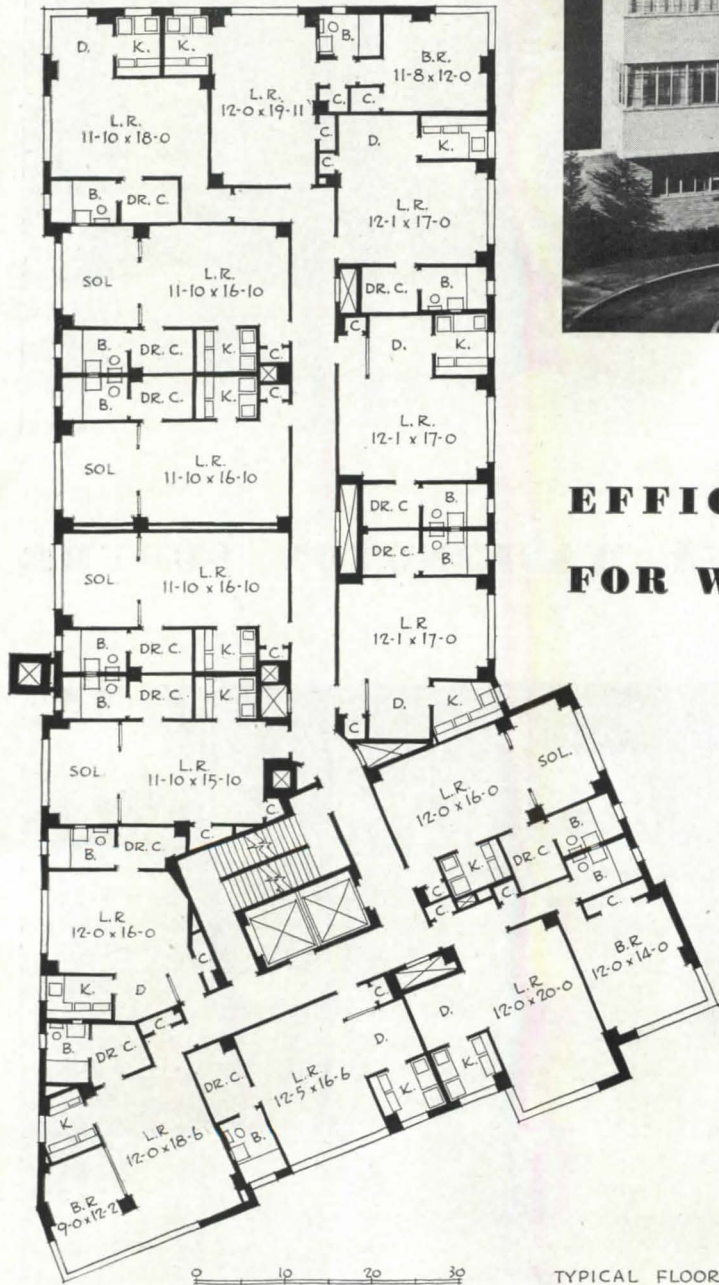 D.
K.
K.
B.
B.R.
11-8 x 12-0
L.R.
12-0 x 19-11
C.
C.
L.R.
11-10 x 18-0
C.
D.
K.
C.
B.
DR. C.
L.R.
12-1 x 17-0
SOL
L.R.
11-10 x 16-10
DR. C.
B.
B.
DR. C.
K.
C.
C.
D.
K.
B.
DR. C.
K.
C.
L.R.
12-1 x 17-0
SOL
L.R.
11-10 x 16-10
DR. C.
B.
DR. C.
B.
SOL.
L.R.
11-10 x 16-10
L.R
12-1 x 17-0
B.
DR. C.
K.
C.
B.
DR. C.
K.
C
D.
K.
SOL.
L.R.
11-10 x 15-10
C.
C.
L.R.
12-0 x 16-0
SOL.
B.
DR. C.
K.
DR. C.
B.
B.
C.
C.
C.
C.
L.R
12-0 x 16-0
C.
B.R
12-0 x 14-0
K.
D
C.
C.
L.R
12-0 x 20-0
D.
K.
B.
DR. C.
C.
D.
K.
L.R
12-5 x 16-6
DR. C.
B.
K
L.R
12-0 x 18-6
B.R
9-0 x 12-2
0 10 20 30
EFFIC
FOR W
TYPICAL FLOOR